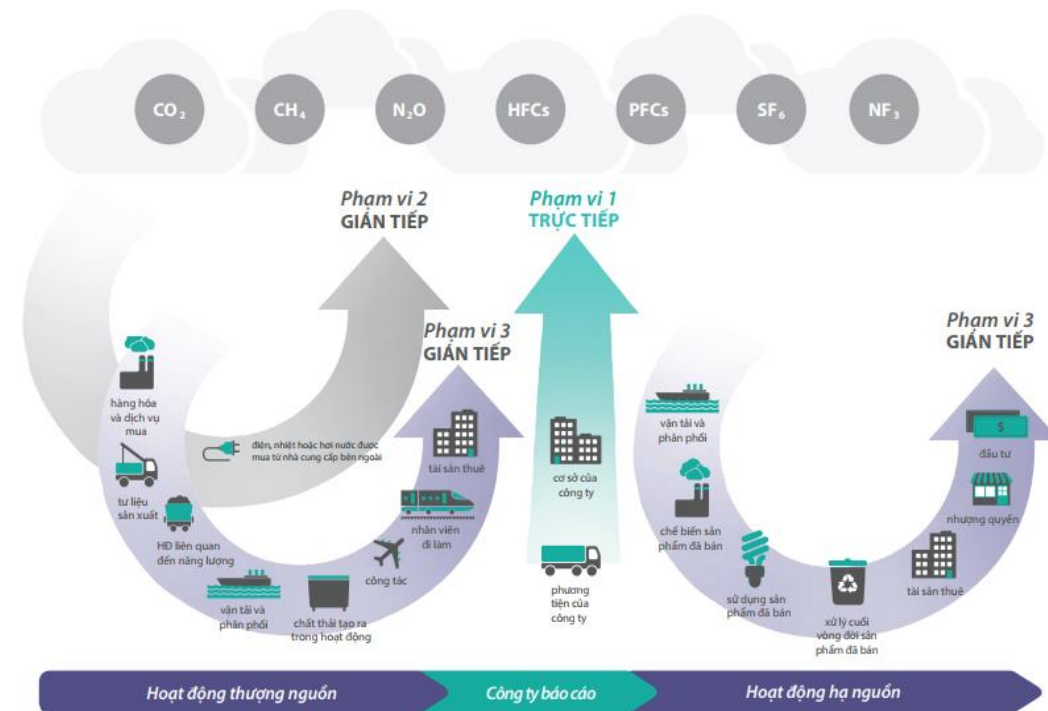 CO₂
CH₄
N₂O
HFCs
PFCs
SF₆
NF₃
Phạm vi 2
GIÁN TIẾP
Phạm vi 1
TRỰC TIẾP
Phạm vi 3
GIÁN TIẾP
Phạm vi 3
GIÁN TIẾP
hàng hóa
và dịch vụ
mua
điện, nhiệt hoặc hơi nước được
mua từ nhà cung cấp bên ngoài
tư liệu
sản xuất
HĐ liên quan
đến năng lượng
vận tải và
phân phối
chất thải tạo ra
trong hoạt động
công tác
nhân viên
đi làm
tài sản thuê
cơ sở của
công ty
phương
tiện của
công ty
vận tải và
phân phối
chế biến sản
phẩm đã bán
sử dụng sản
phẩm đã bán
xử lý cuối
vòng đời sản
phẩm đã bán
tài sản thuê
nhượng quyền
$
đầu tư
Hoạt động thượng nguồn
Công ty báo cáo
Hoạt động hạ nguồn